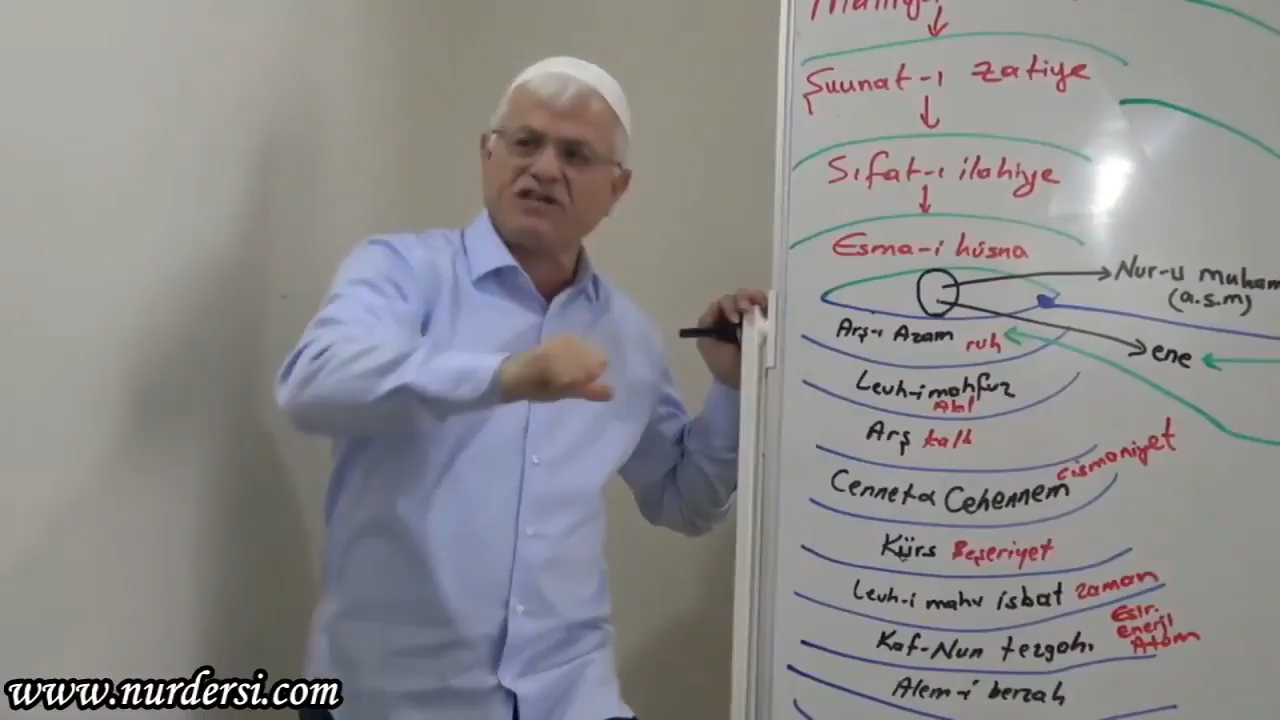 Şuunat-ı zatiye
Sıfat-ı ilahiye
Esma-i hüsna
Nur-u muham
(a.s.m)
Arş-ı Azam ruh
ene
Levh-i mahfuz
Akl
Arş kalb
cismaniyet
Cennet & Cehennem
Kürs Beşeriyet
Levh-i mahv isbat zaman
Esir.
enerji
Atom
Kaf-Nun tezgahı
Alem-i berzah
www.nurdersi.com